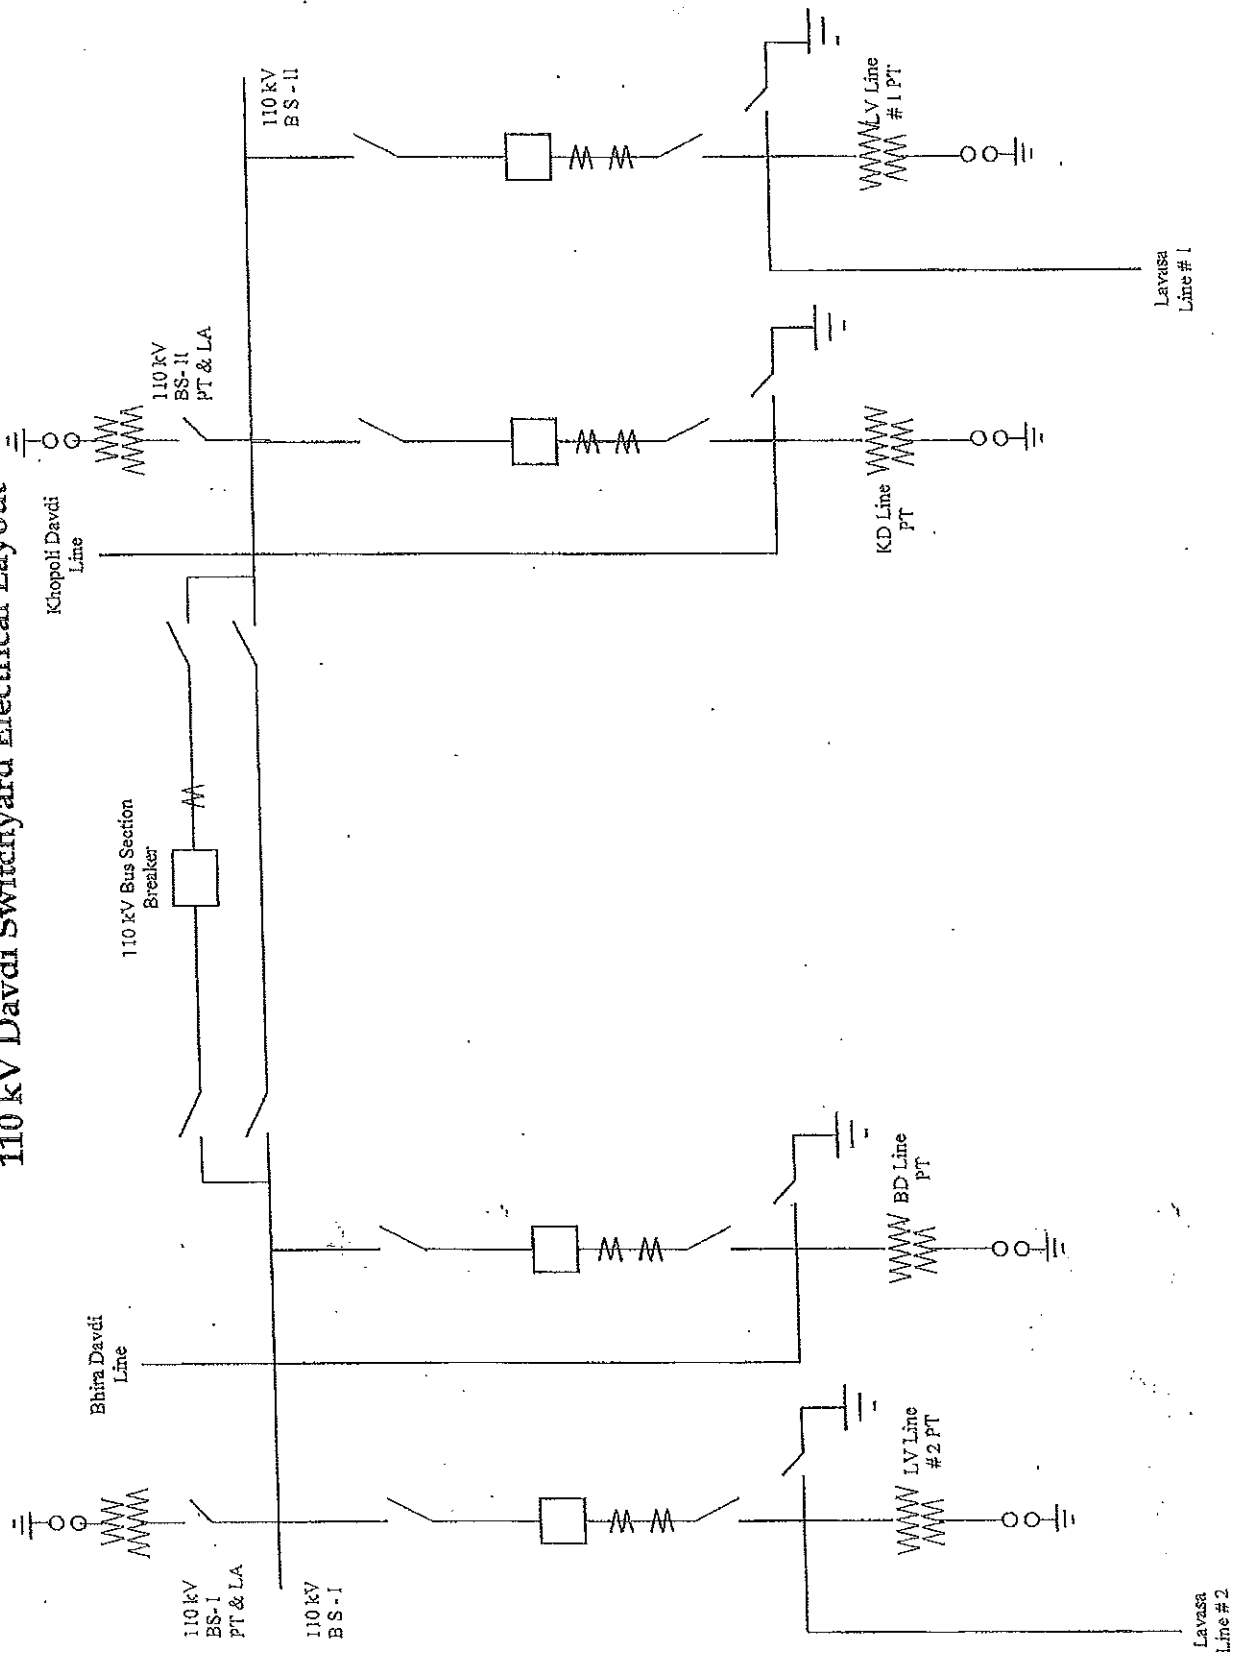 110 kV Davdi Switchyard Electrical Layout
110 kV
BS-I
PT & LA
110 kV
B S - I
Bhira Davdi
Line
110 kV Bus Section
Breaker
Khopoli Davdi
Line
110 kV
BS- II
PT & LA
110 kV
B S - II
LV Line
#2 PT
BD Line
PT
KD Line
PT
LV Line
# 1 PT
Lavasa
Line # 2
Lavasa
Line # 1